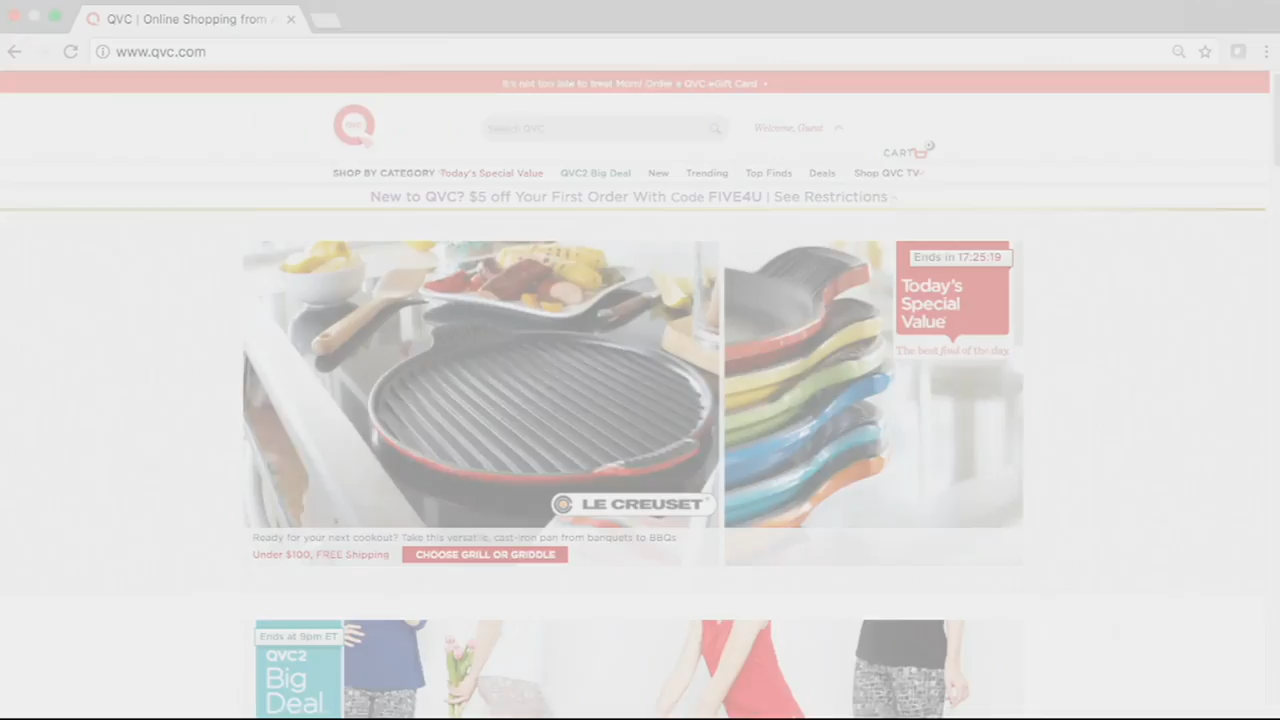 QVC | Online Shopping from
www.qvc.com
It's not too late to treat Mom! Order a QVC eGift Card
QVC
Search QVC
Welcome, Guest
CART 0
SHOP BY CATEGORY Today's Special Value QVC2 Big Deal New Trending Top Finds Deals Shop QVC TV
New to QVC? $5 off Your First Order With Code FIVE4U | See Restrictions
Ends in 17:25:19
Today's
Special
Value
The best find of the day
LE CREUSET
Ready for your next cookout? Take this versatile, cast-iron pan from banquets to BBQs
Under $100, FREE Shipping CHOOSE GRILL OR GRIDDLE
Ends at 9pm ET
QVC2
Big
Deal